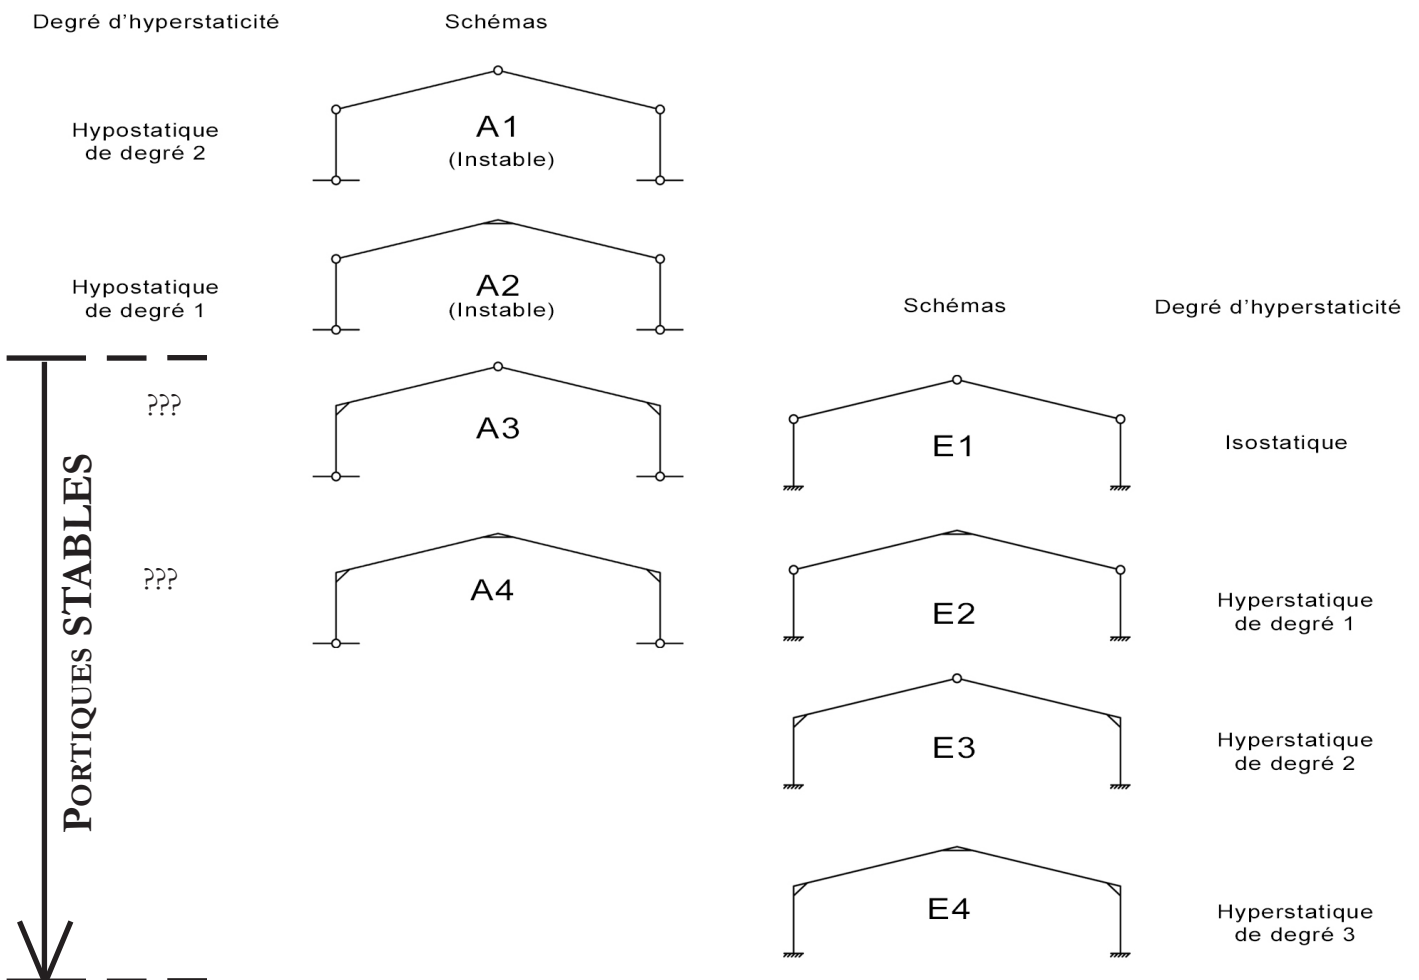 Degré d'hyperstaticité
Schémas
Hypostatique
de degré 2
A1
(Instable)
Hypostatique
de degré 1
A2
(Instable)
Schémas
Degré d'hyperstaticité
???
A3
E1
Isostatique
PORTIQUES STABLES
???
A4
E2
Hyperstatique
de degré 1
E3
Hyperstatique
de degré 2
E4
Hyperstatique
de degré 3